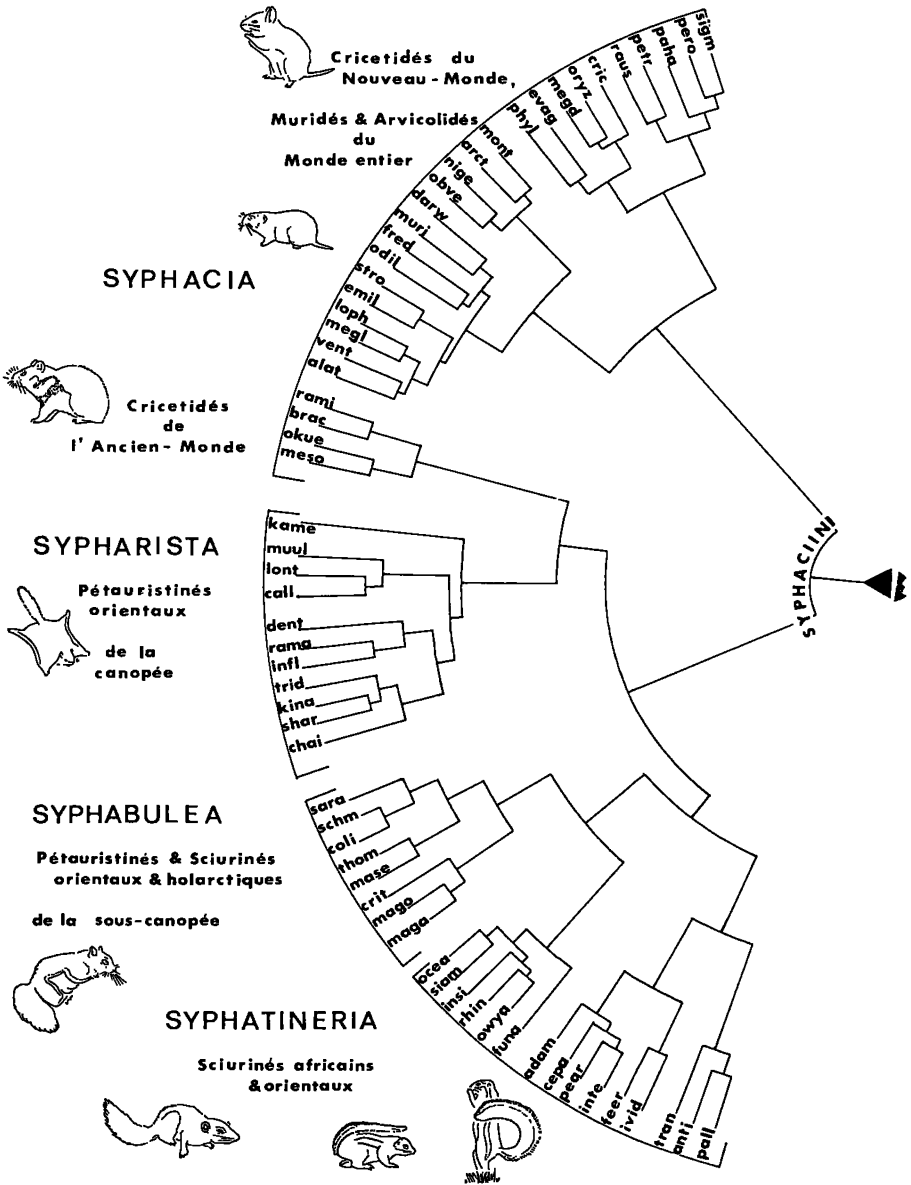 Cricetidés du
Nouveau-Monde,
Muridés & Arvicolidés
du
Monde entier
SYPHACIA
Cricetidés
de
l'Ancien-Monde
sigm
pero
paha
petr
raus
cric
oryz
megd
evag
phyl
mont
arct
nige
obve
darw
muri
fred
odil
stro
emil
loph
megl
vent
alat
rami
brac
okue
meso
SYPHARISTA
Pétauristinés
orientaux
de la
canopée
kame
muul
lont
call
dent
rama
infl
trid
kina
shar
chai
SYPHACIINI
SYPHABULEA
Pétauristinés & Sciurinés
orientaux & holarctiques
de la sous-canopée
sara
schm
coli
thom
mase
crit
mago
maga
SYPHATINERIA
Sciurinés africains
& orientaux
ocea
siam
insi
rhin
owya
funa
adam
cepa
peqr
inte
feer
ivid
tran
anti
pall